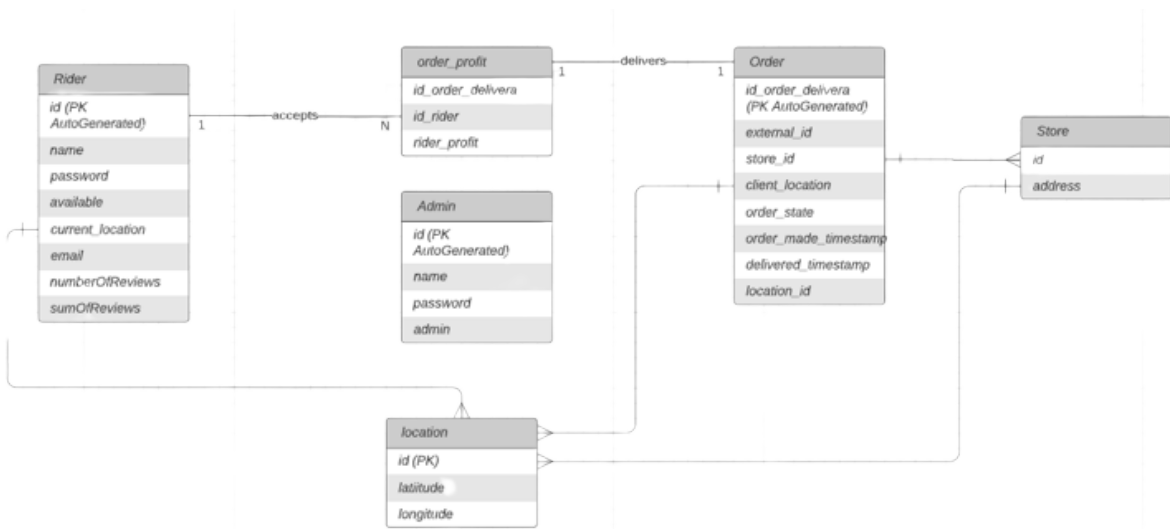 Rider
id (PK
AutoGenerated)
name
password
available
current_location
email
numberOfReviews
sumOfReviews
1
accepts
N
order_profit
id_order_delivera
id_rider
rider_profit
1
delivers
1
Admin
id (PK
AutoGenerated)
name
password
admin
Order
id_order_delivera
(PK AutoGenerated)
external_id
store_id
client_location
order_state
order_made_timestamp
delivered_timestamp
location_id
Store
id
address
location
id (PK)
latiitude
longitude